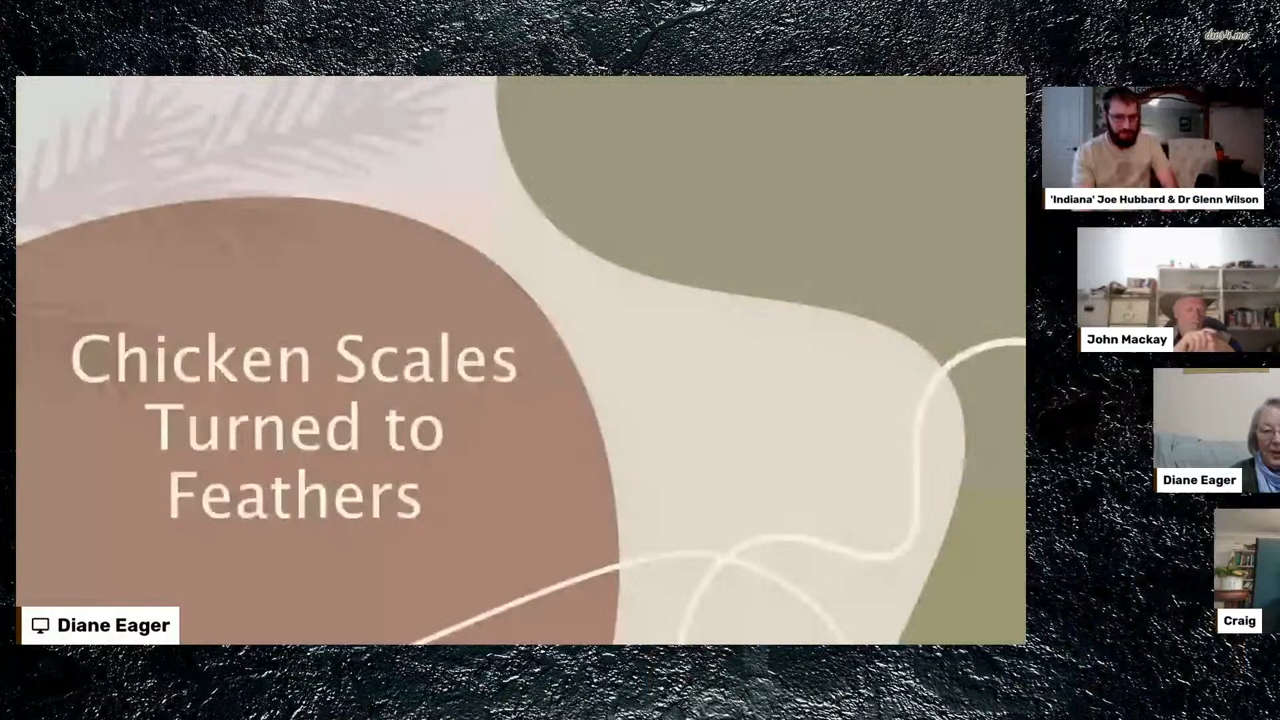 Chicken Scales
Turned to
Feathers
Diane Eager
'Indiana' Joe Hubbard & Dr Glenn Wilson
John Mackay
Diane Eager
Craig